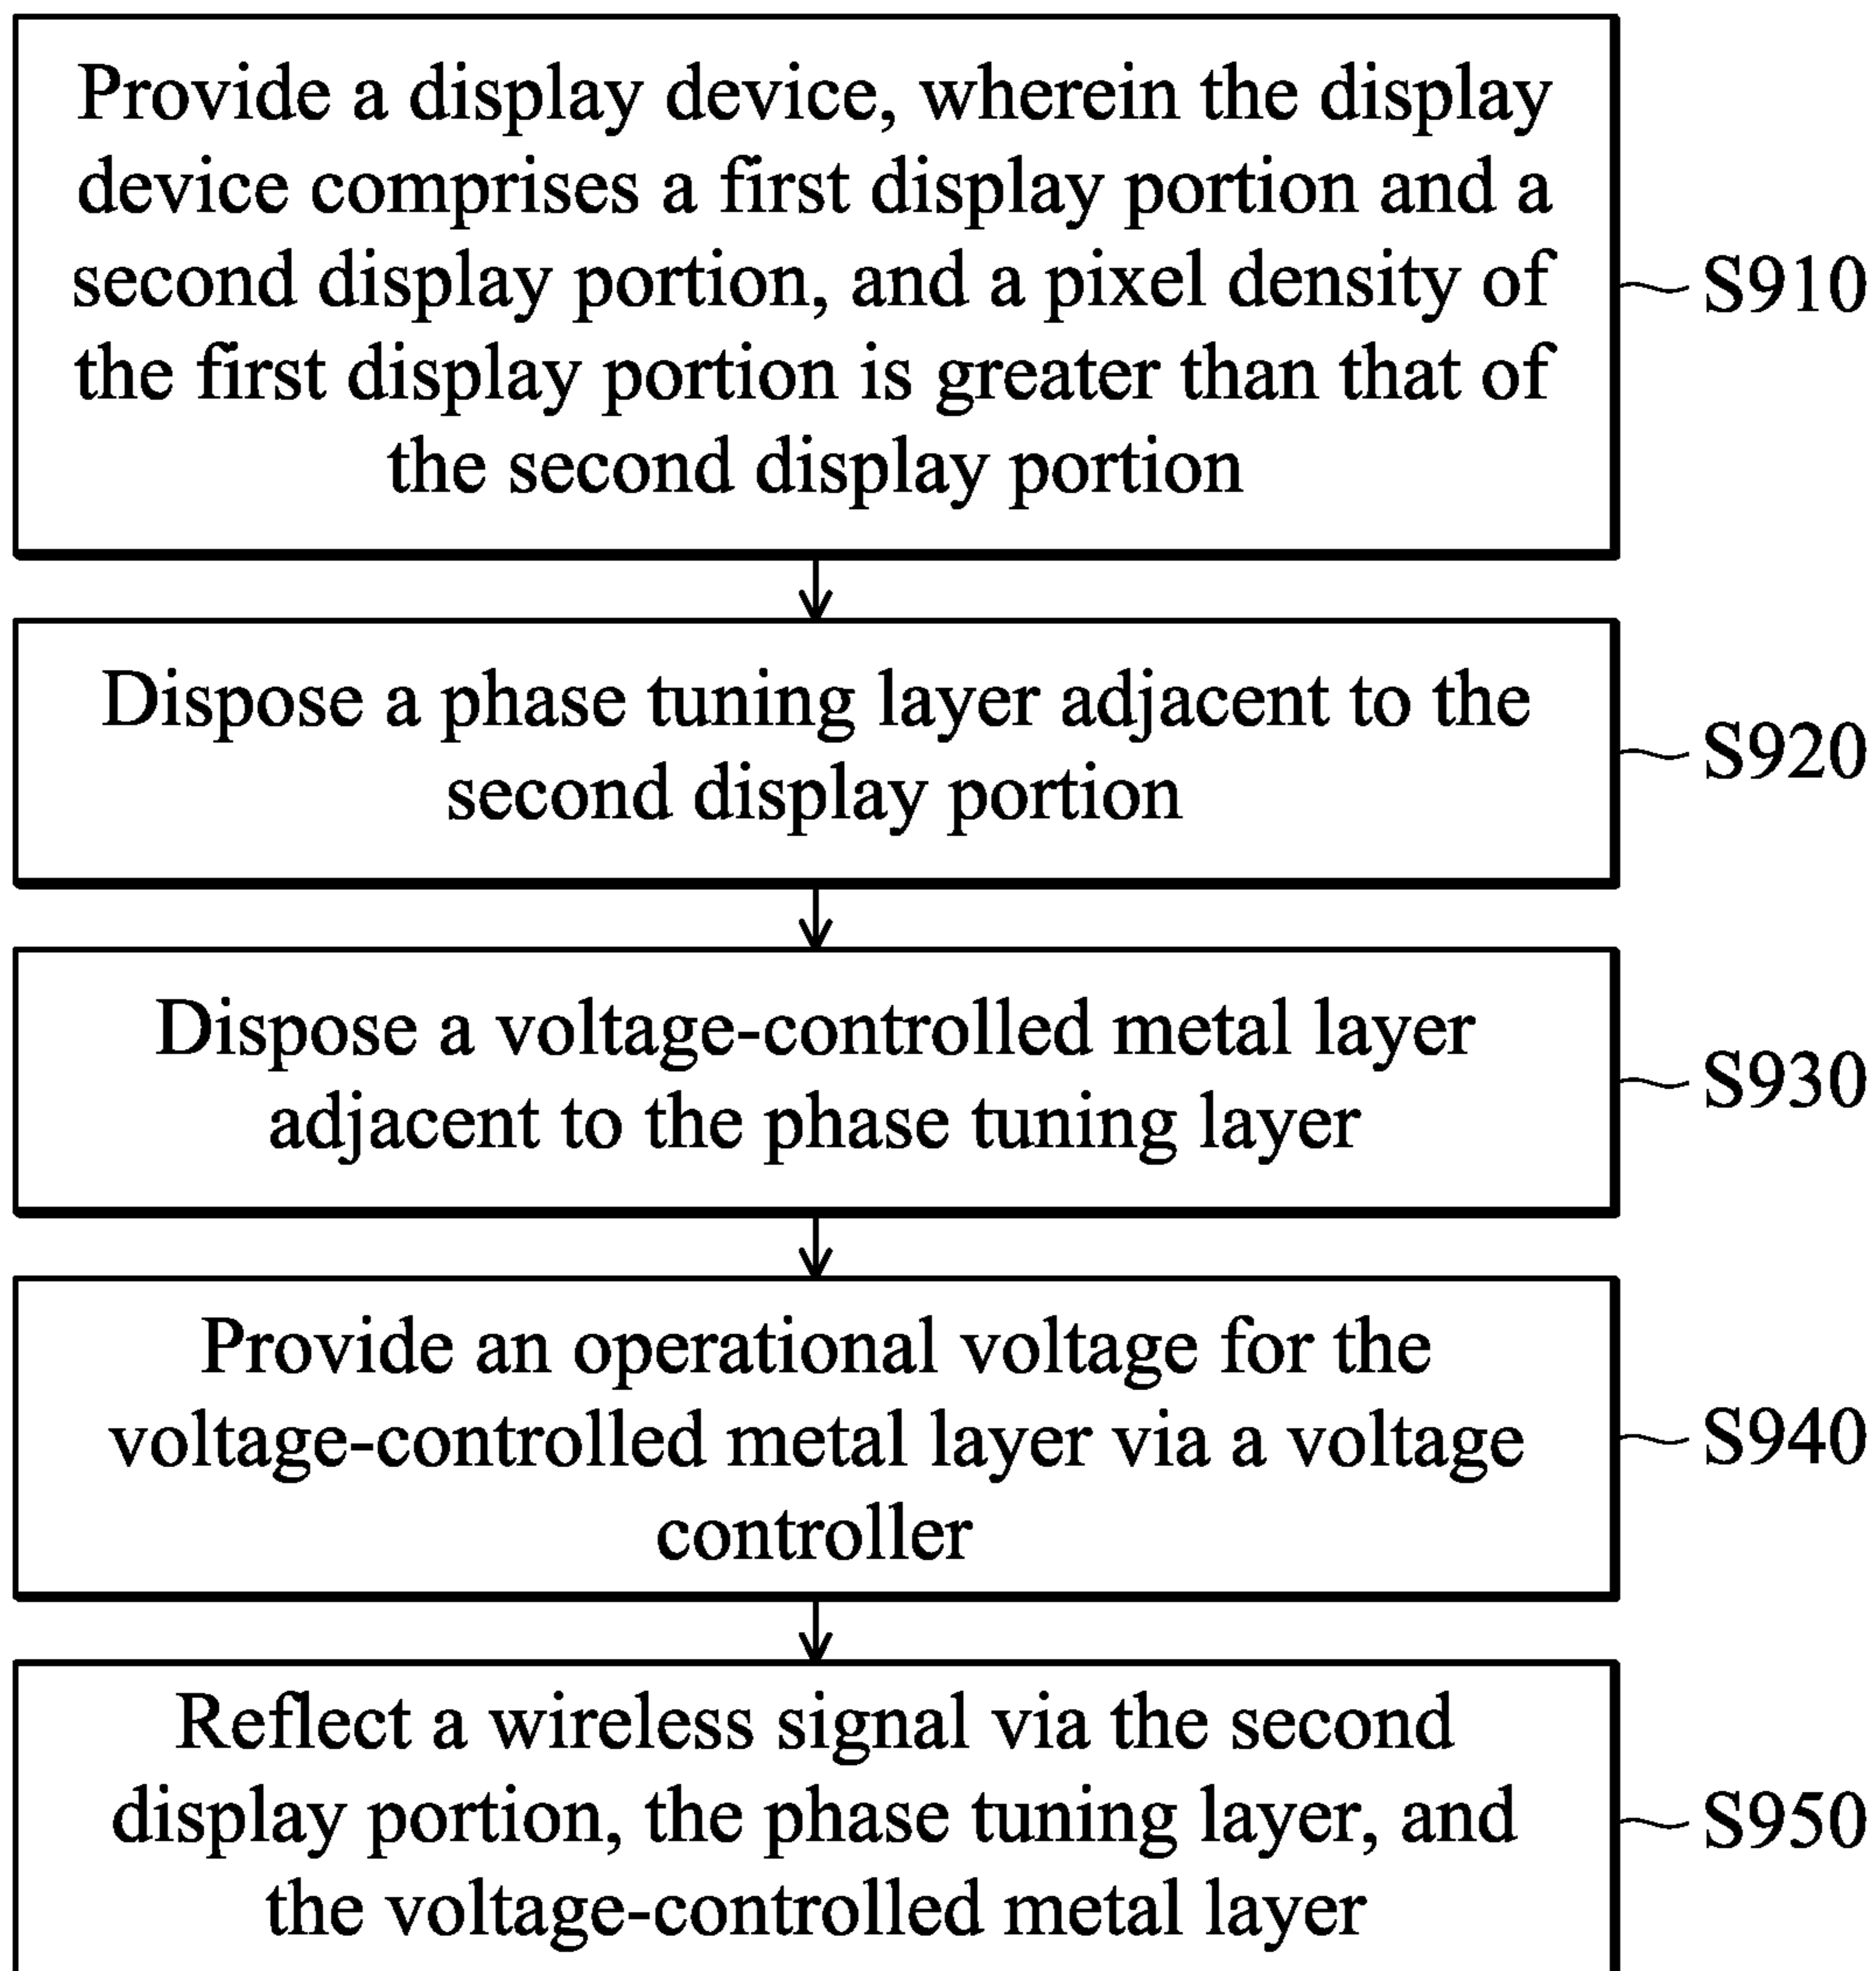 Provide a display device, wherein the display
device comprises a first display portion and a
second display portion, and a pixel density of
the first display portion is greater than that of
the second display portion
S910
Dispose a phase tuning layer adjacent to the
second display portion
S920
Dispose a voltage-controlled metal layer
adjacent to the phase tuning layer
S930
Provide an operational voltage for the
voltage-controlled metal layer via a voltage
controller
S940
Reflect a wireless signal via the second
display portion, the phase tuning layer, and
the voltage-controlled metal layer
S950